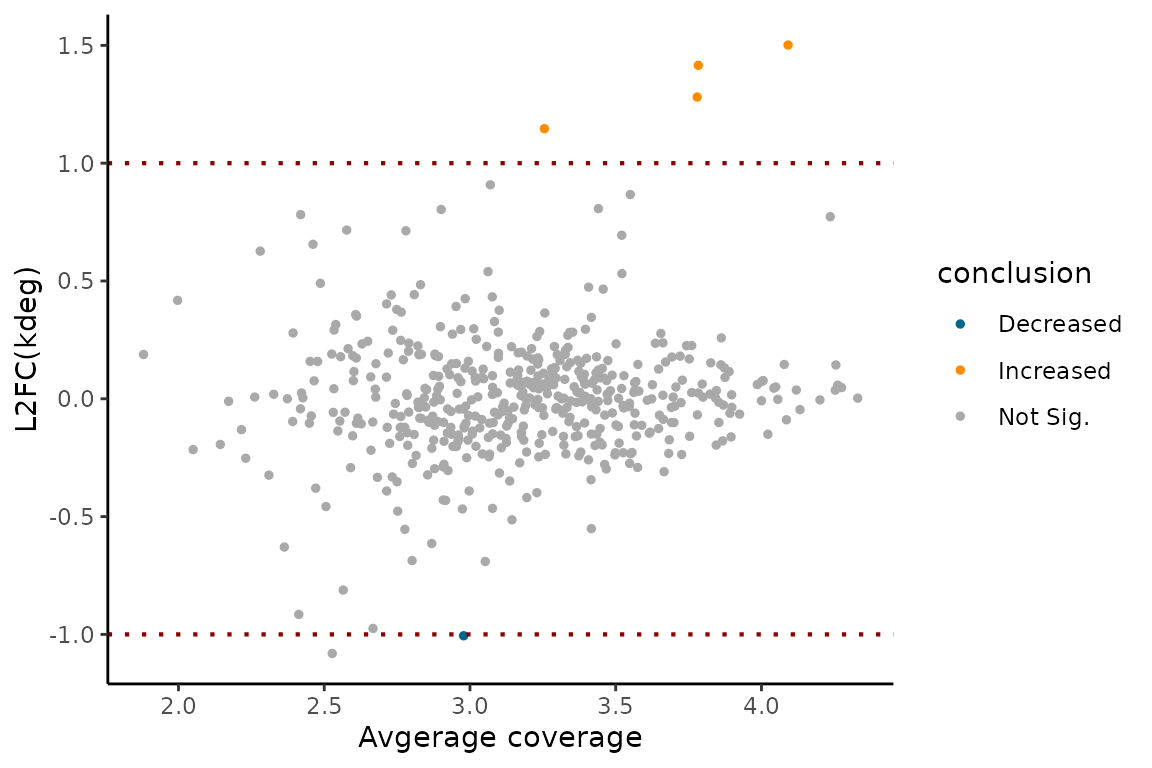 1.5
1.0
0.5
0.0
-0.5
-1.0
L2FC(kdeg)
2.0 2.5 3.0 3.5 4.0
Avgerage coverage
conclusion
Decreased
Increased
Not Sig.